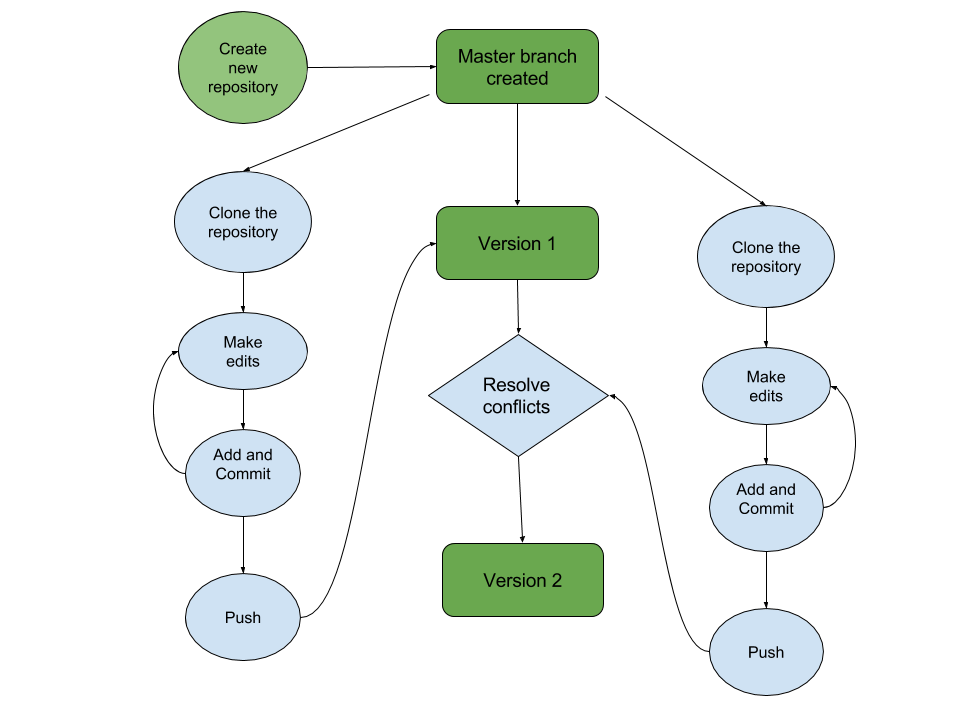 Create
new
repository
Master branch
created
Clone the
repository
Make
edits
Add and
Commit
Push
Version 1
Resolve
conflicts
Version 2
Clone the
repository
Make
edits
Add and
Commit
Push